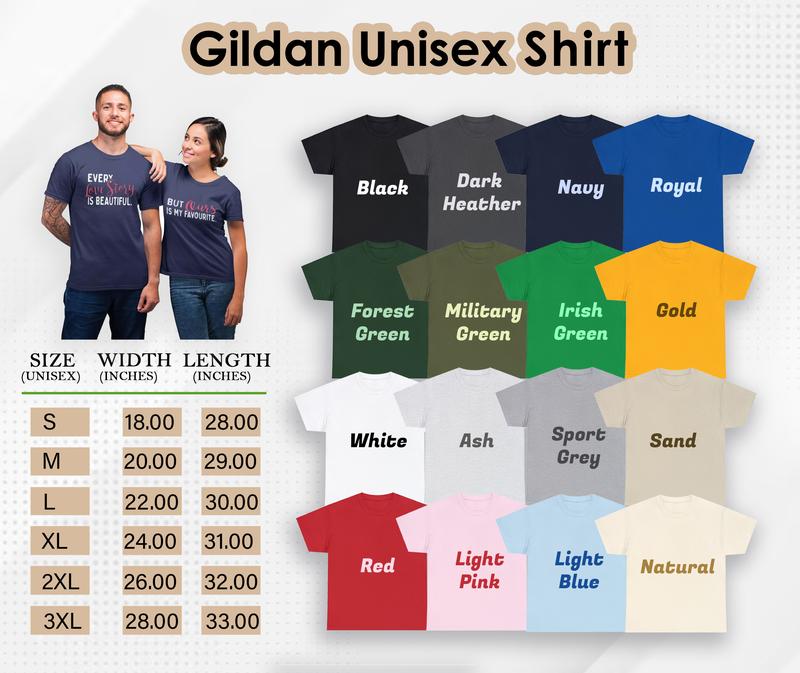 Gildan Unisex Shirt
EVERY
Love Story
IS BEAUTIFUL.
BUT Ours
IS MY FAVOURITE.
SIZE WIDTH LENGTH
(UNISEX) (INCHES) (INCHES)
S 18.00 28.00
M 20.00 29.00
L 22.00 30.00
XL 24.00 31.00
2XL 26.00 32.00
3XL 28.00 33.00
Black
Dark
Heather
Navy
Royal
Forest
Green
Military
Green
Irish
Green
Gold
White
Ash
Sport
Grey
Sand
Red
Light
Pink
Light
Blue
Natural